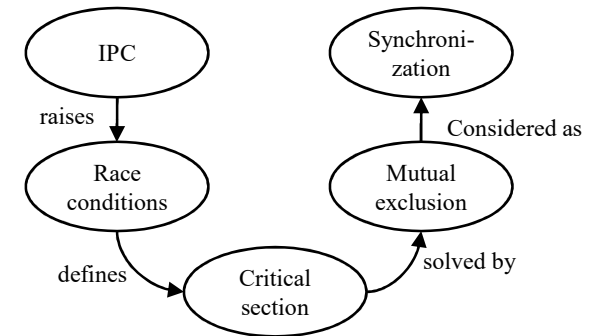 IPC
raises
Race
conditions
defines
Critical
section
solved by
Mutual
exclusion
Considered as
Synchroni-
zation